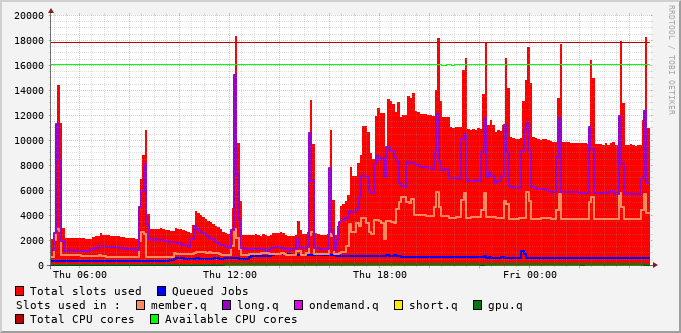 20000
18000
16000
14000
12000
10000
8000
6000
4000
2000
0
Thu 06:00 Thu 12:00 Thu 18:00 Fri 00:00
RRDTOOL / TOBI OETIKER
Total slots used Queued Jobs
Slots used in : member.q long.q ondemand.q short.q gpu.q
Total CPU cores Available CPU cores